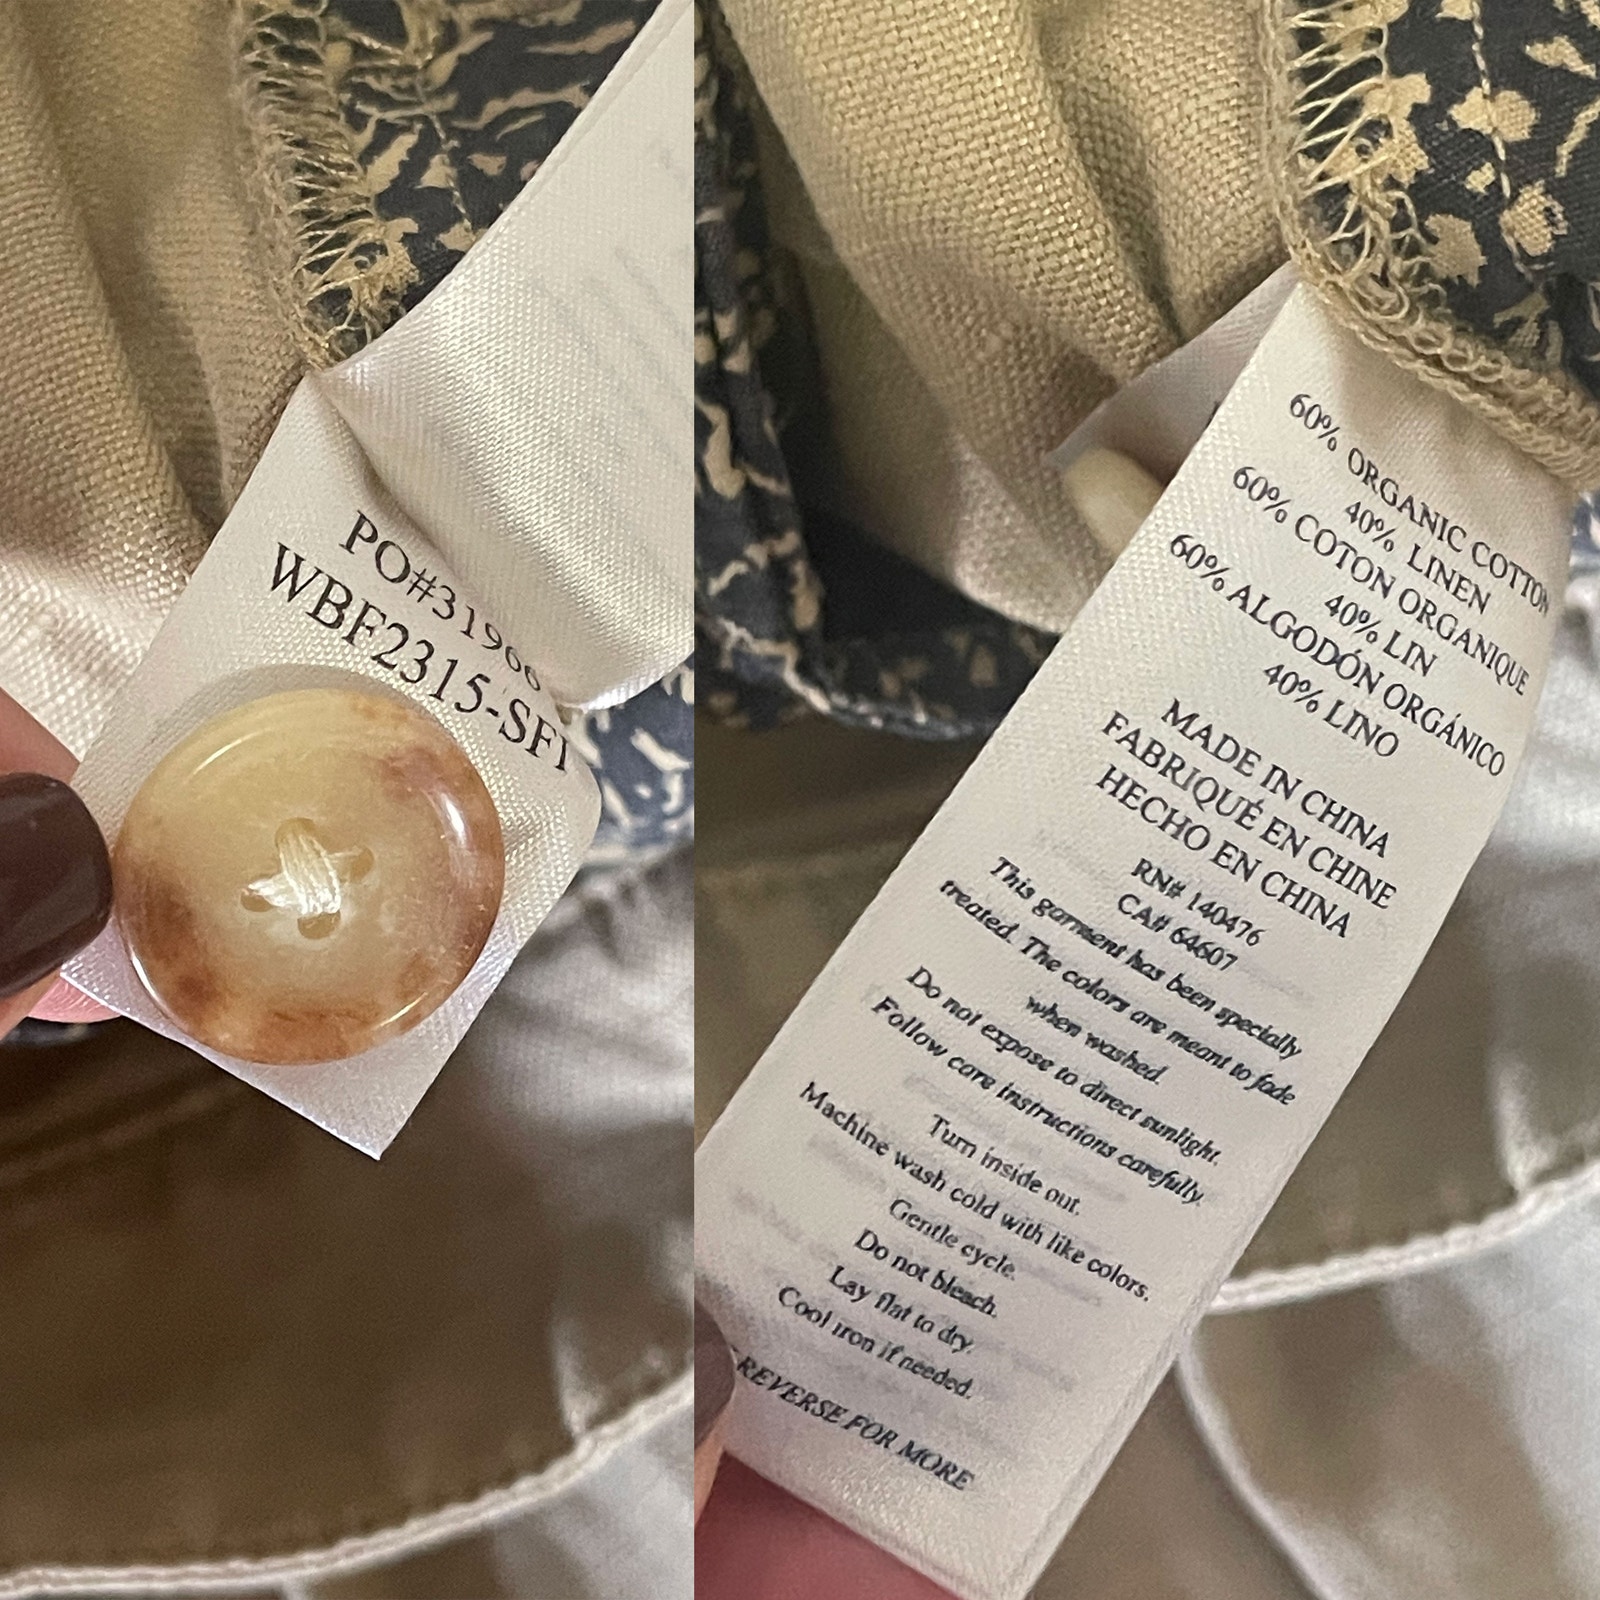 WBF2315-SFI
60% ORGANIC COTTON
40% LINEN
60% COTON ORGANIQUE
40% LIN
60% ALGODÓN ORGÁNICO
40% LINO
MADE IN CHINA
FABRIQUÉ EN CHINE
HECHO EN CHINA
RN# 140476
CA# 64607
This garment has been specially
treated. The colors are meant to fade
when washed.
Do not expose to direct sunlight.
Follow care instructions carefully.
Turn inside out.
Machine wash cold with like colors.
Gentle cycle.
Do not bleach.
Lay flat to dry.
Cool iron if needed.
REVERSE FOR MORE